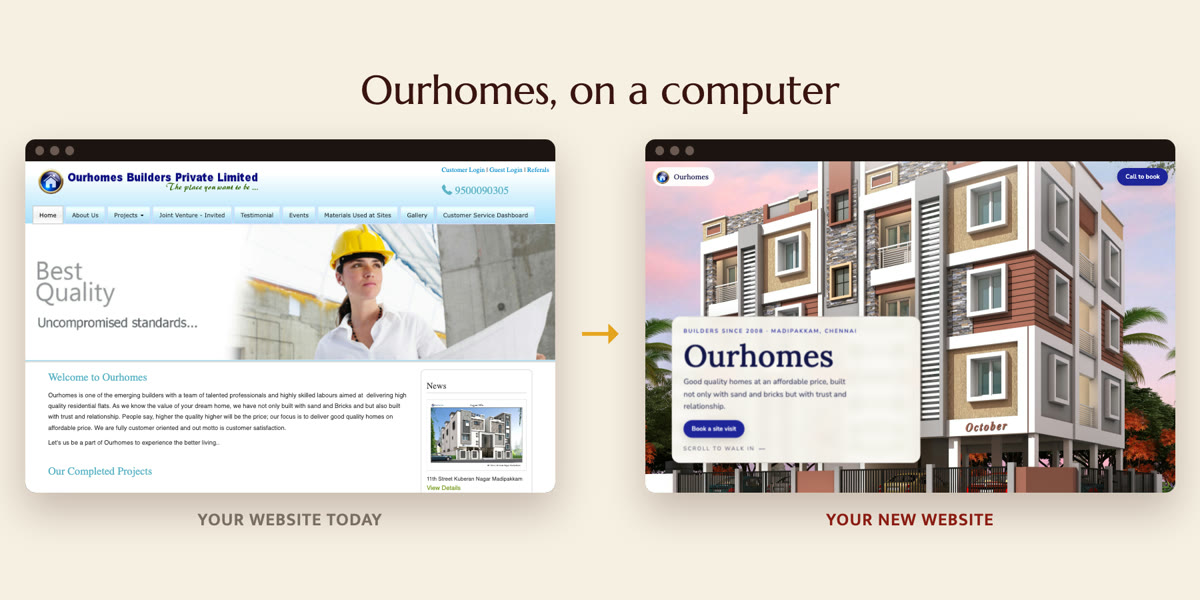 Ourhomes, on a computer
Ourhomes Builders Private Limited
The place you want to be ...
Customer Login | Guest Login | Referals
9500090305
Home
About Us
Projects
Joint Venture - Invited
Testimonial
Events
Materials Used at Sites
Gallery
Customer Service Dashboard
Best
Quality
Uncompromised standards...
Welcome to Ourhomes
Ourhomes is one of the emerging builders with a team of talented professionals and highly skilled labours aimed at delivering high
quality residential flats. As we know the value of your dream home, we have not only built with sand and Bricks and but also built
with trust and relationship. People say, higher the quality higher will be the price; our focus is to deliver good quality homes on
affordable price. We are fully customer oriented and out motto is customer satisfaction.
Let's us be a part of Ourhomes to experience the better living..
Our Completed Projects
News
11th Street Kuberan Nagar Madipakkam
View Details
YOUR WEBSITE TODAY
Ourhomes
Call to book
BUILDERS SINCE 2008 · MADIPAKKAM, CHENNAI
Ourhomes
Good quality homes at an affordable price, built
not only with sand and bricks but with trust and
relationship.
Book a site visit
SCROLL TO WALK IN —
October
YOUR NEW WEBSITE